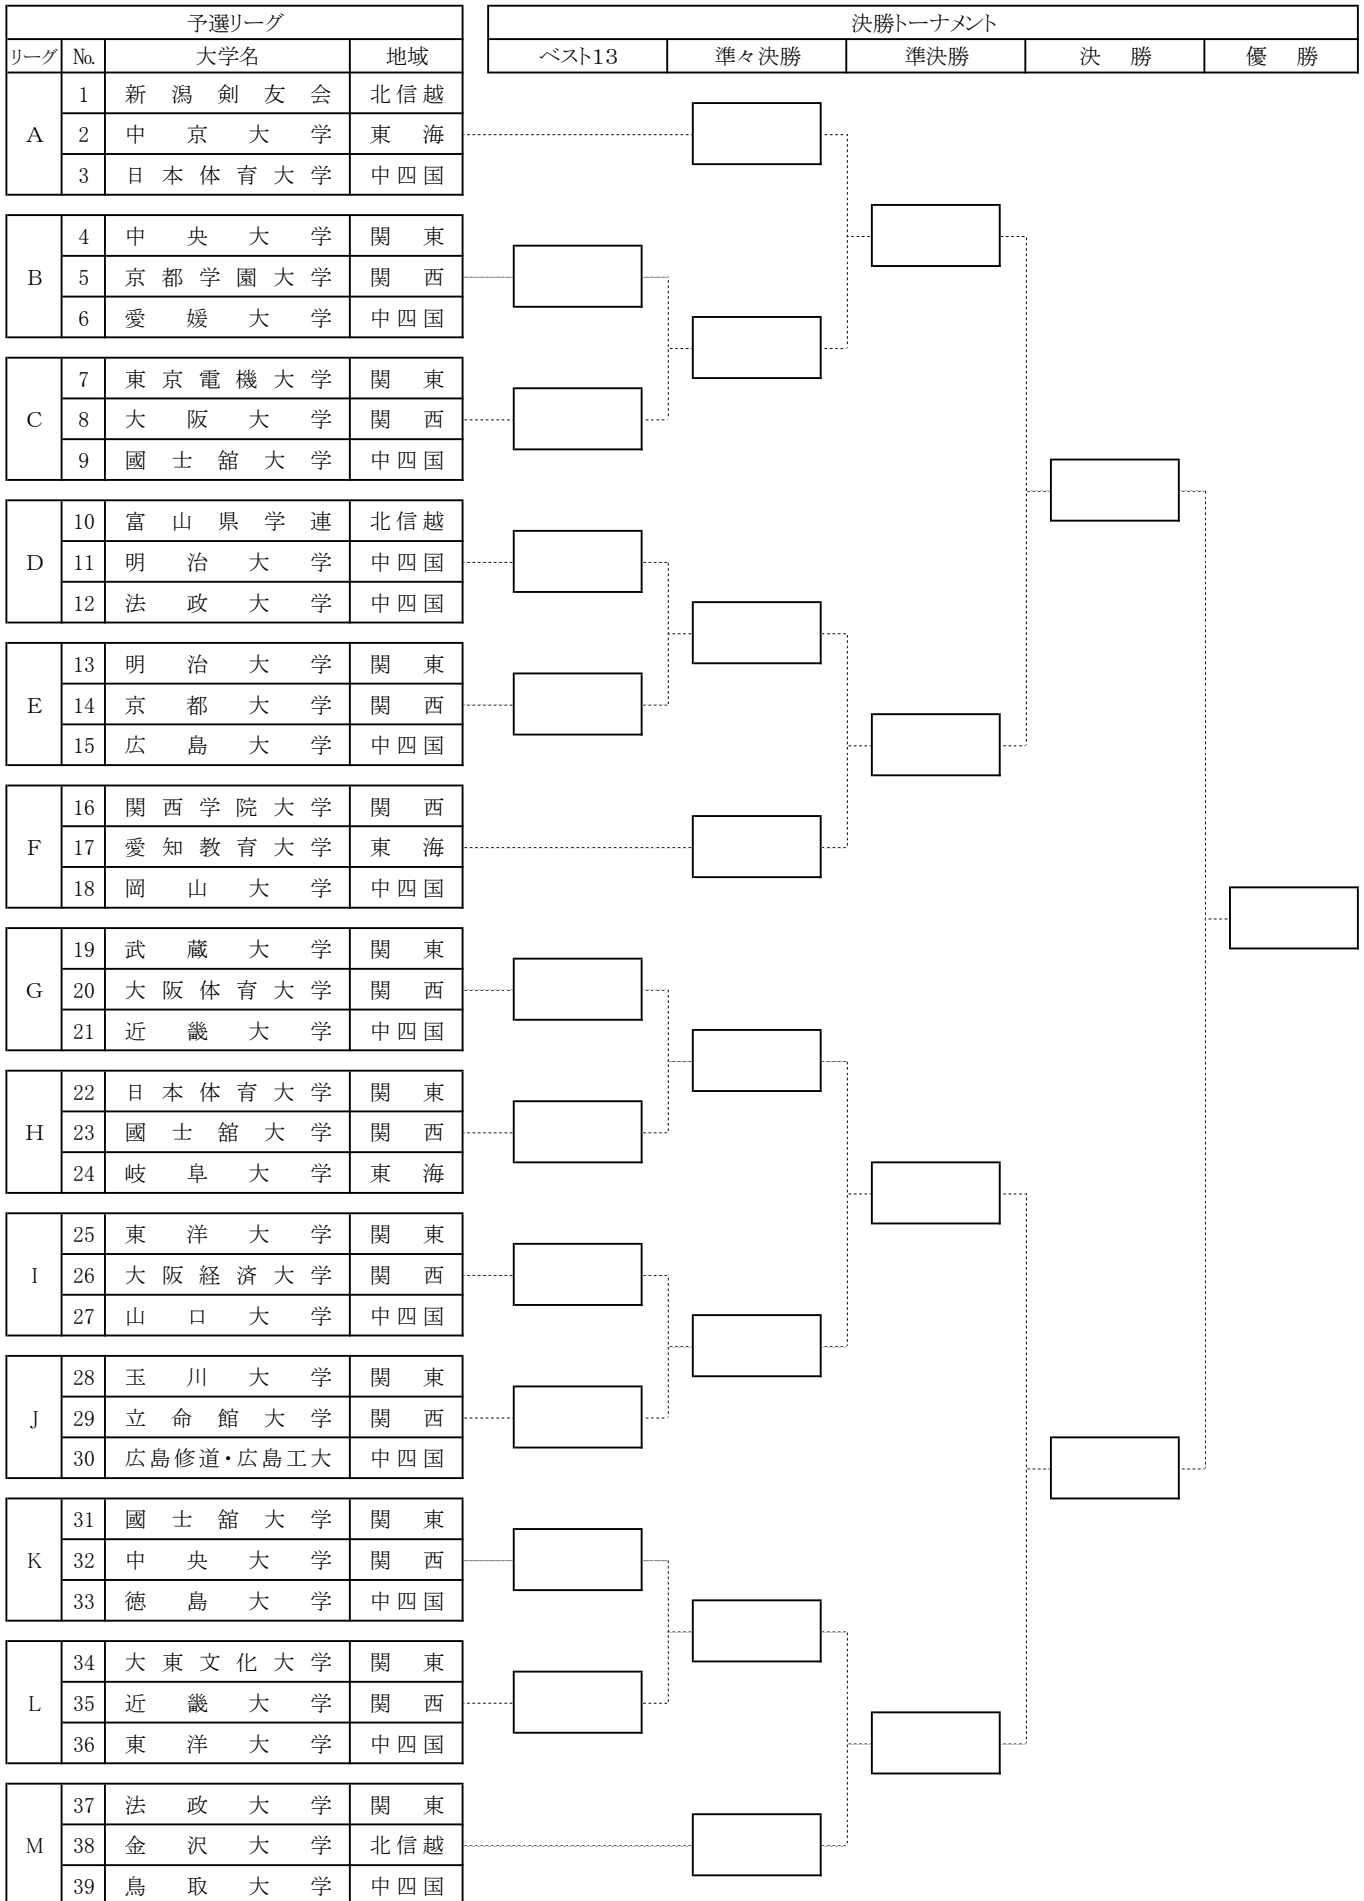 予選リーグ 決勝トーナメント
リーグ № 大学名 地域 ベスト13 準々決勝 準決勝 決勝 優勝
1 新潟剣友会 北信越
A 2 中京大学 東海
3 日本体育大学 中四国
4 中央大学 関東
B 5 京都学園大学 関西
6 愛媛大学 中四国
7 東京電機大学 関東
C 8 大阪大学 関西
9 國士舘大学 中四国
10 富山県学連 北信越
D 11 明治大学 中四国
12 法政大学 中四国
13 明治大学 関東
E 14 京都大学 関西
15 広島大学 中四国
16 関西学院大学 関西
F 17 愛知教育大学 東海
18 岡山大学 中四国
19 武蔵大学 関東
G 20 大阪体育大学 関西
21 近畿大学 中四国
22 日本体育大学 関東
H 23 國士舘大学 関西
24 岐阜大学 東海
25 東洋大学 関東
I 26 大阪経済大学 関西
27 山口大学 中四国
28 玉川大学 関東
J 29 立命館大学 関西
30 広島修道・広島工大 中四国
31 國士舘大学 関東
K 32 中央大学 関西
33 徳島大学 中四国
34 大東文化大学 関東
L 35 近畿大学 関西
36 東洋大学 中四国
37 法政大学 関東
M 38 金沢大学 北信越
39 鳥取大学 中四国